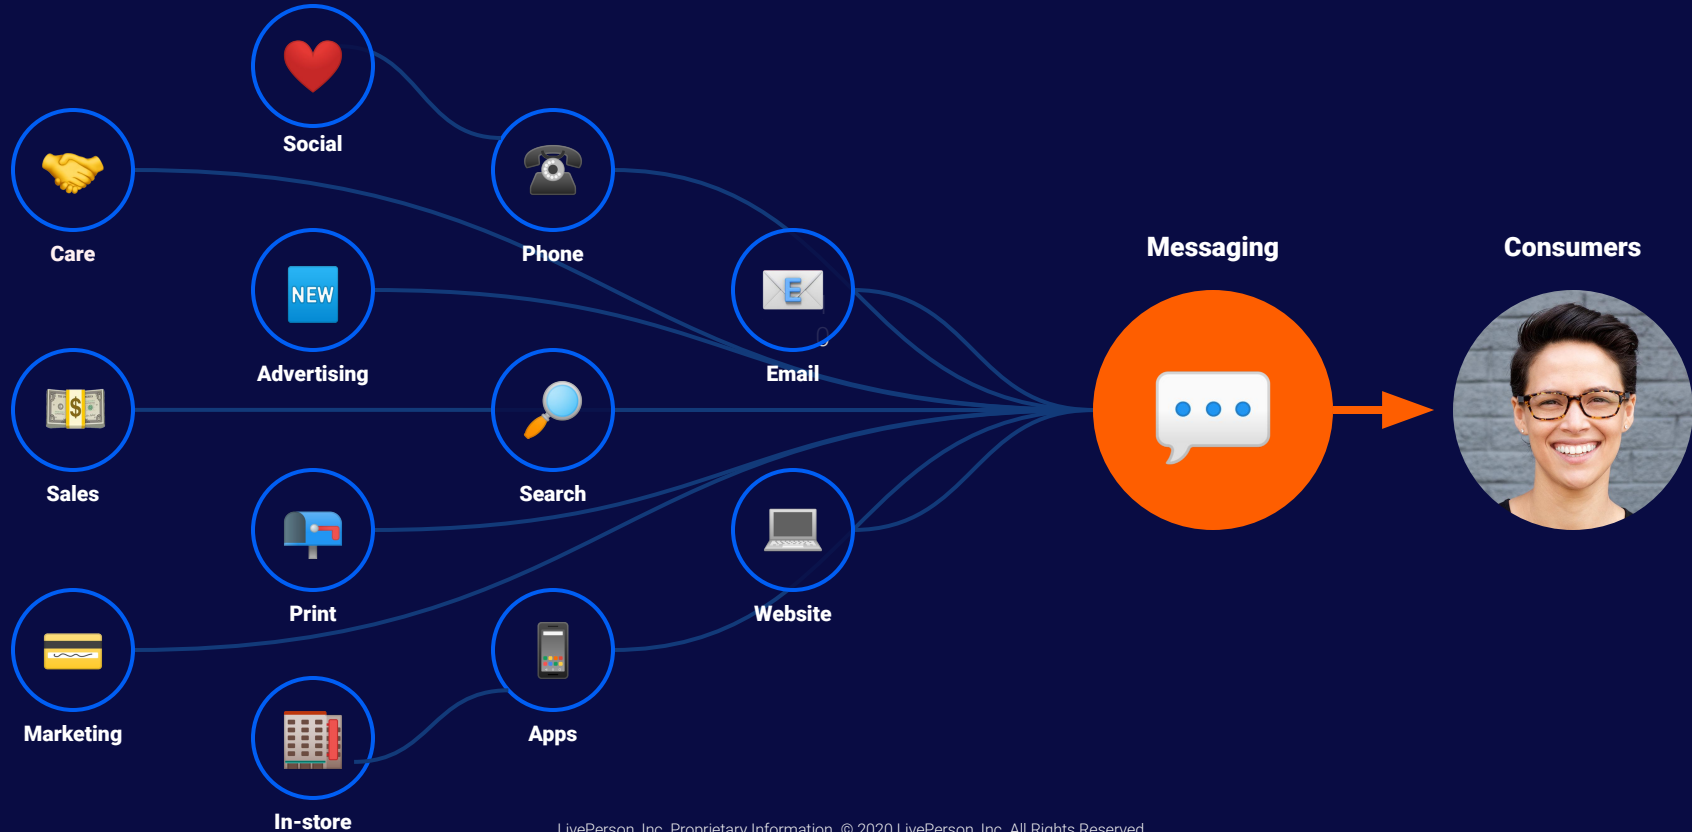 Social
Care
Phone
NEW
Advertising
E
Email
Messaging
Consumers
$
Sales
Search
Print
Website
Marketing
Apps
In-store
LivePerson, Inc. Proprietary Information. © 2020 LivePerson, Inc. All Rights Reserved